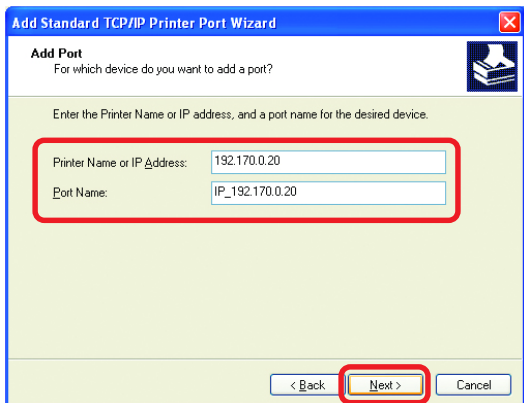 Add Standard TCP/IP Printer Port Wizard
Add Port
For which device do you want to add a port?
Enter the Printer Name or IP address, and a port name for the desired device.
Printer Name or IP Address: 192.170.0.20
Port Name: IP_192.170.0.20
< Back Next > Cancel